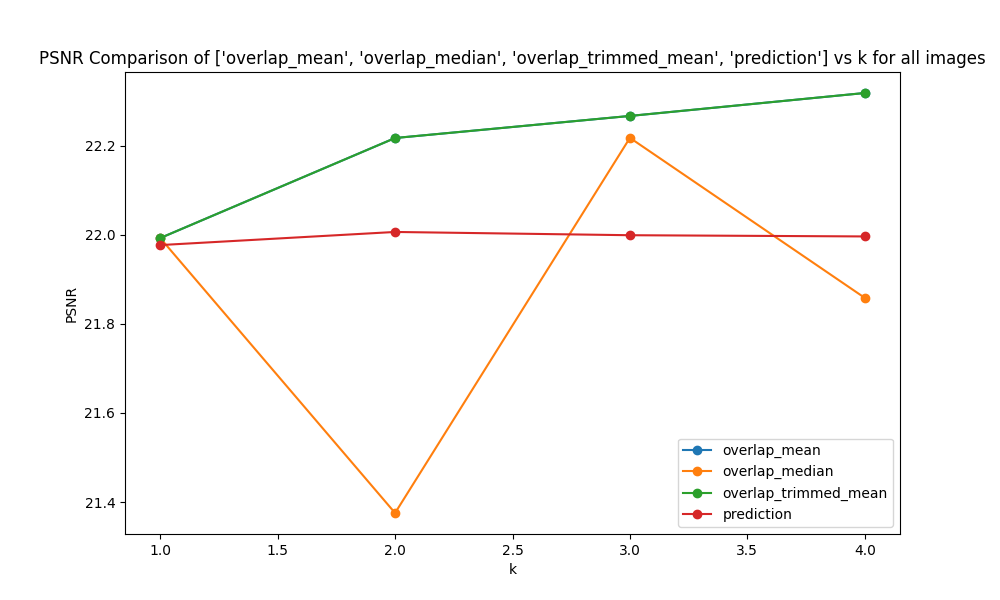 PSNR Comparison of ['overlap_mean', 'overlap_median', 'overlap_trimmed_mean', 'prediction'] vs k for all images
PSNR
22.2
22.0
21.8
21.6
21.4
overlap_mean
overlap_median
overlap_trimmed_mean
prediction
1.0 1.5 2.0 2.5 3.0 3.5 4.0
k